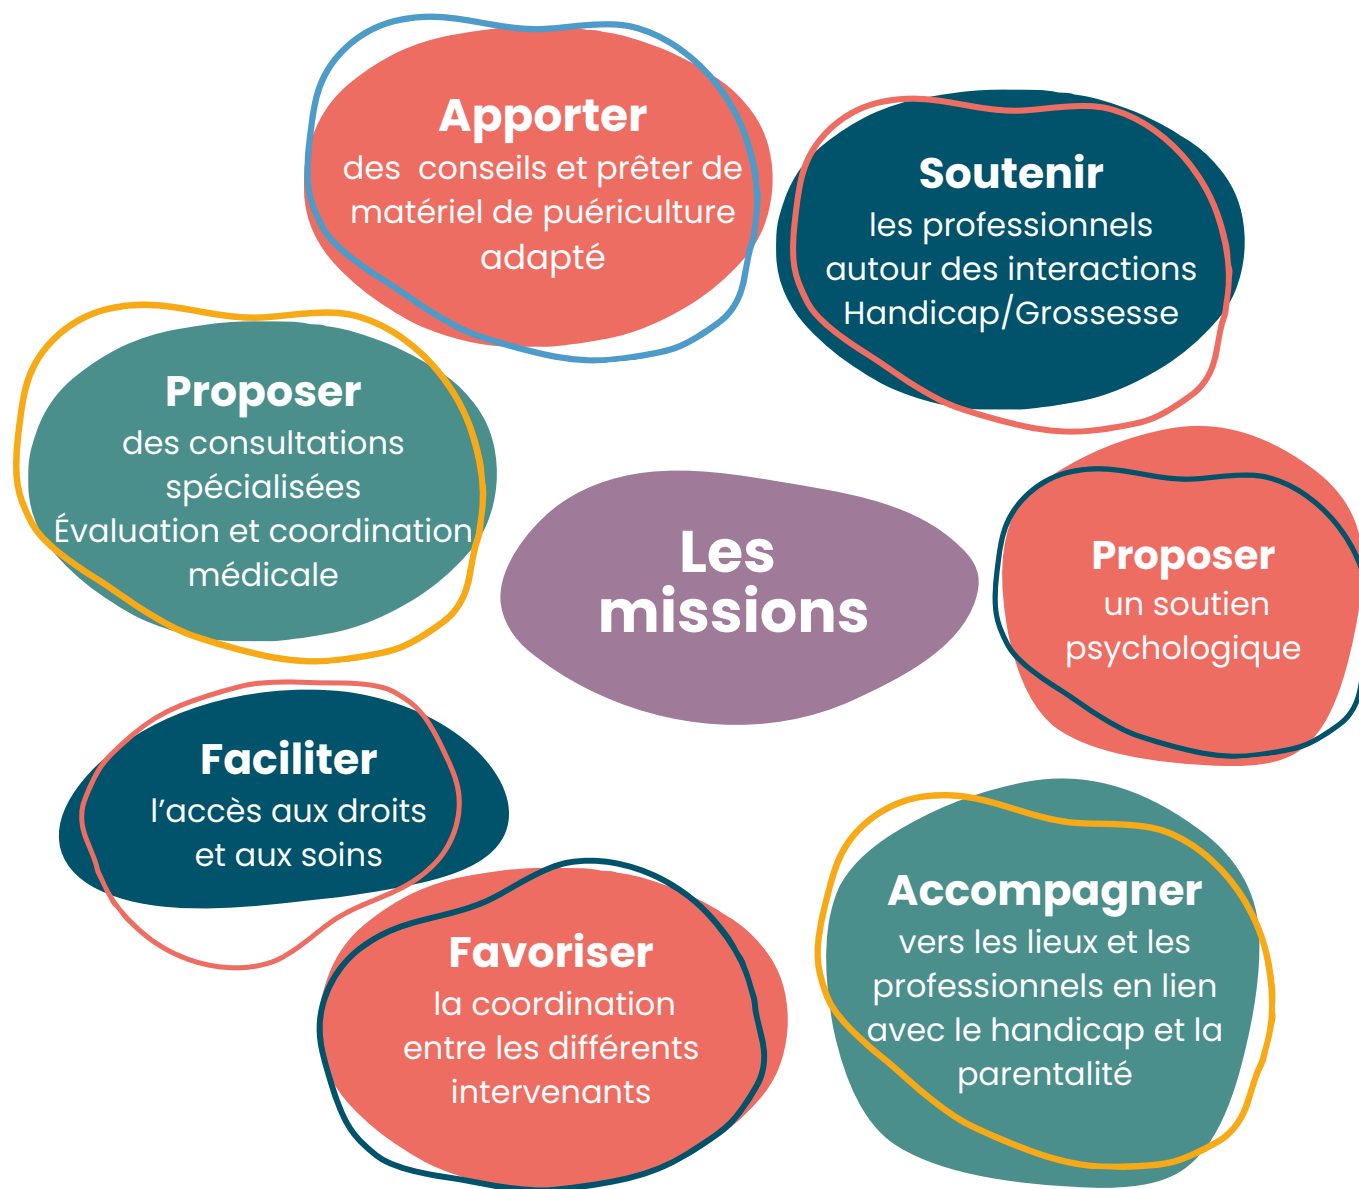 Apporter
des conseils et prêter de
matériel de puériculture
adapté
Soutenir
les professionnels
autour des interactions
Handicap/Grossesse
Proposer
des consultations
spécialisées
Évaluation et coordination
médicale
Les
missions
Proposer
un soutien
psychologique
Faciliter
l'accès aux droits
et aux soins
Accompagner
vers les lieux et les
professionnels en lien
avec le handicap et la
parentalité
Favoriser
la coordination
entre les différents
intervenants